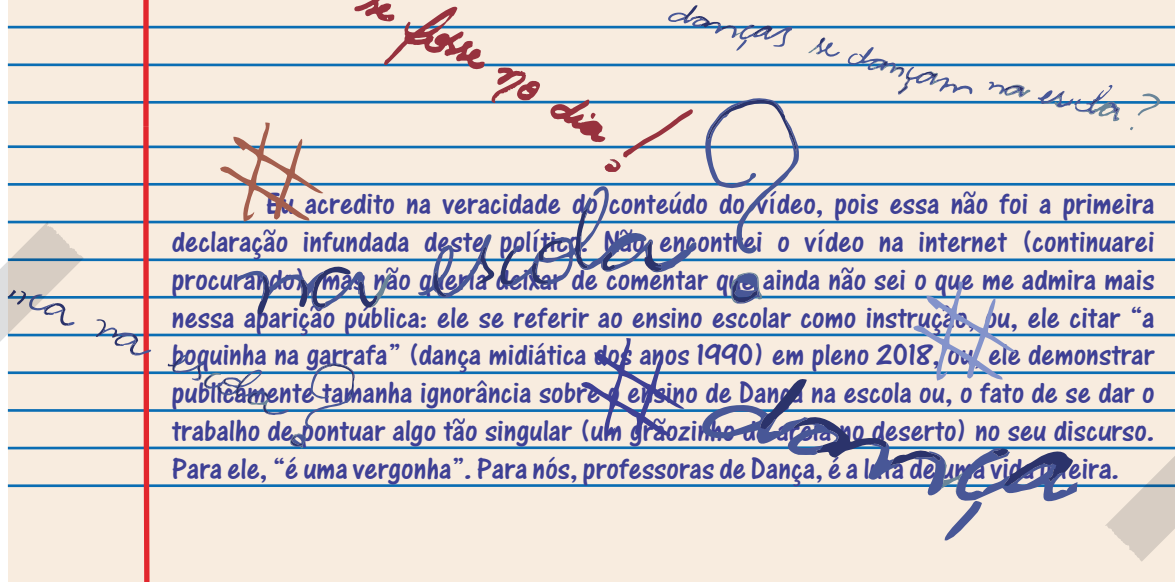 se fosse no dia!
danças se dançam na escola?
#
Eu acredito na veracidade do conteúdo do vídeo, pois essa não foi a primeira
declaração infundada deste político. Não encontrei o vídeo na internet (continuarei
procurando) mas não queria deixar de comentar que ainda não sei o que me admira mais
nessa aparição pública: ele se referir ao ensino escolar como instrução, ou, ele citar “a
boquinha na garrafa” (dança midiática dos anos 1990) em pleno 2018, ou, ele demonstrar
publicamente tamanha ignorância sobre o ensino de Dança na escola ou, o fato de se dar o
trabalho de pontuar algo tão singular (um grãozinho de areia no deserto) no seu discurso.
Para ele, “é uma vergonha”. Para nós, professoras de Dança, é a luta de uma vida inteira.
escola?
nca na
escola?
#
#
dança